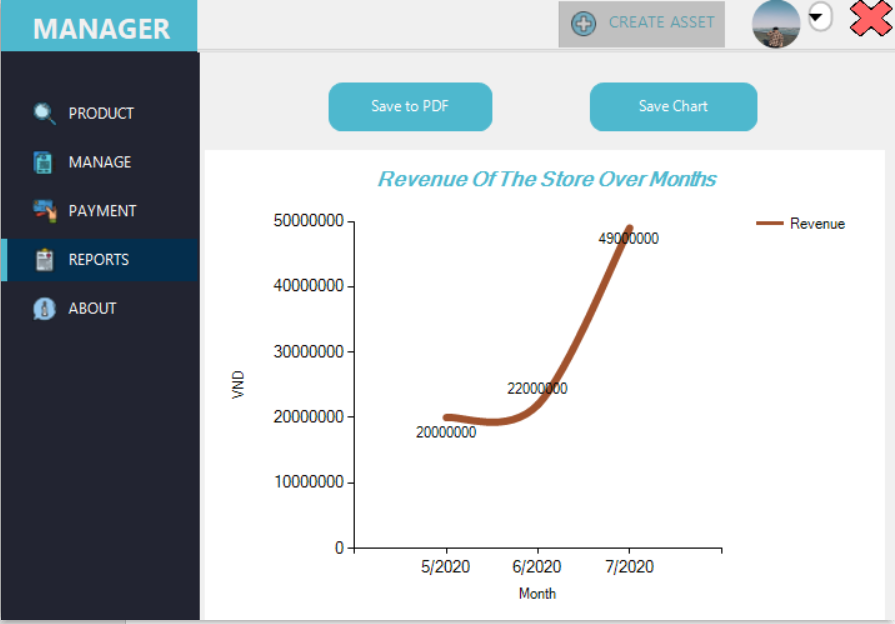 MANAGER
CREATE ASSET
PRODUCT
MANAGE
PAYMENT
REPORTS
ABOUT
Save to PDF
Save Chart
Revenue Of The Store Over Months
50000000
40000000
30000000
20000000
10000000
0
VND
49000000
22000000
20000000
5/2020 6/2020 7/2020
Month
Revenue